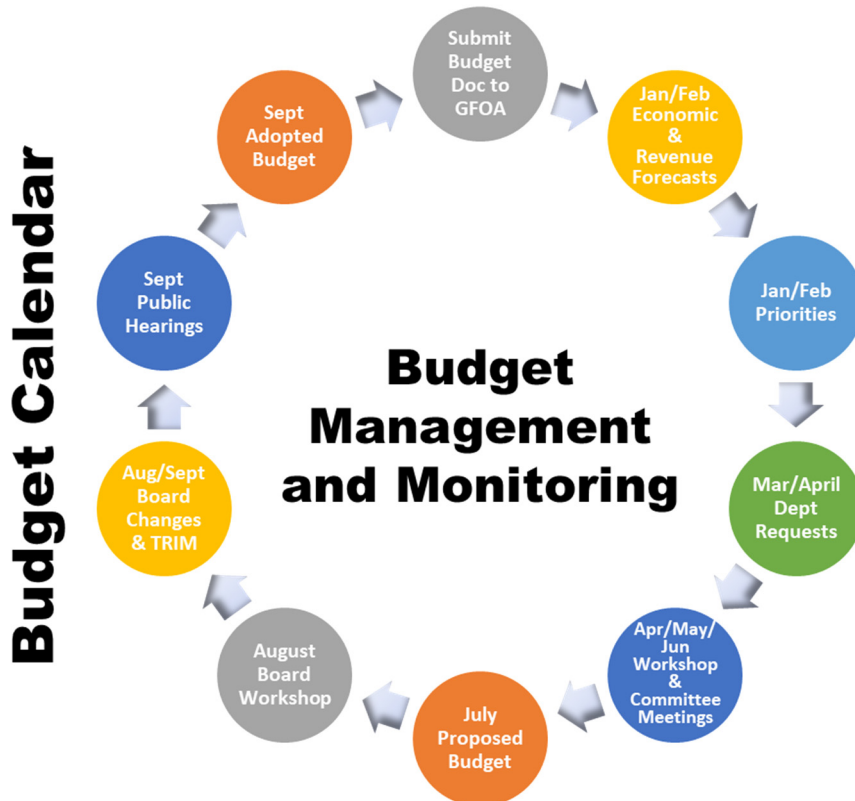 Budget Calendar
Submit
Budget
Doc to
GFOA
Jan/Feb
Economic
&
Revenue
Forecasts
Jan/Feb
Priorities
Mar/April
Dept
Requests
Apr/May/
Jun
Workshop
&
Committee
Meetings
July
Proposed
Budget
August
Board
Workshop
Aug/Sept
Board
Changes
& TRIM
Sept
Public
Hearings
Sept
Adopted
Budget
Budget
Management
and Monitoring